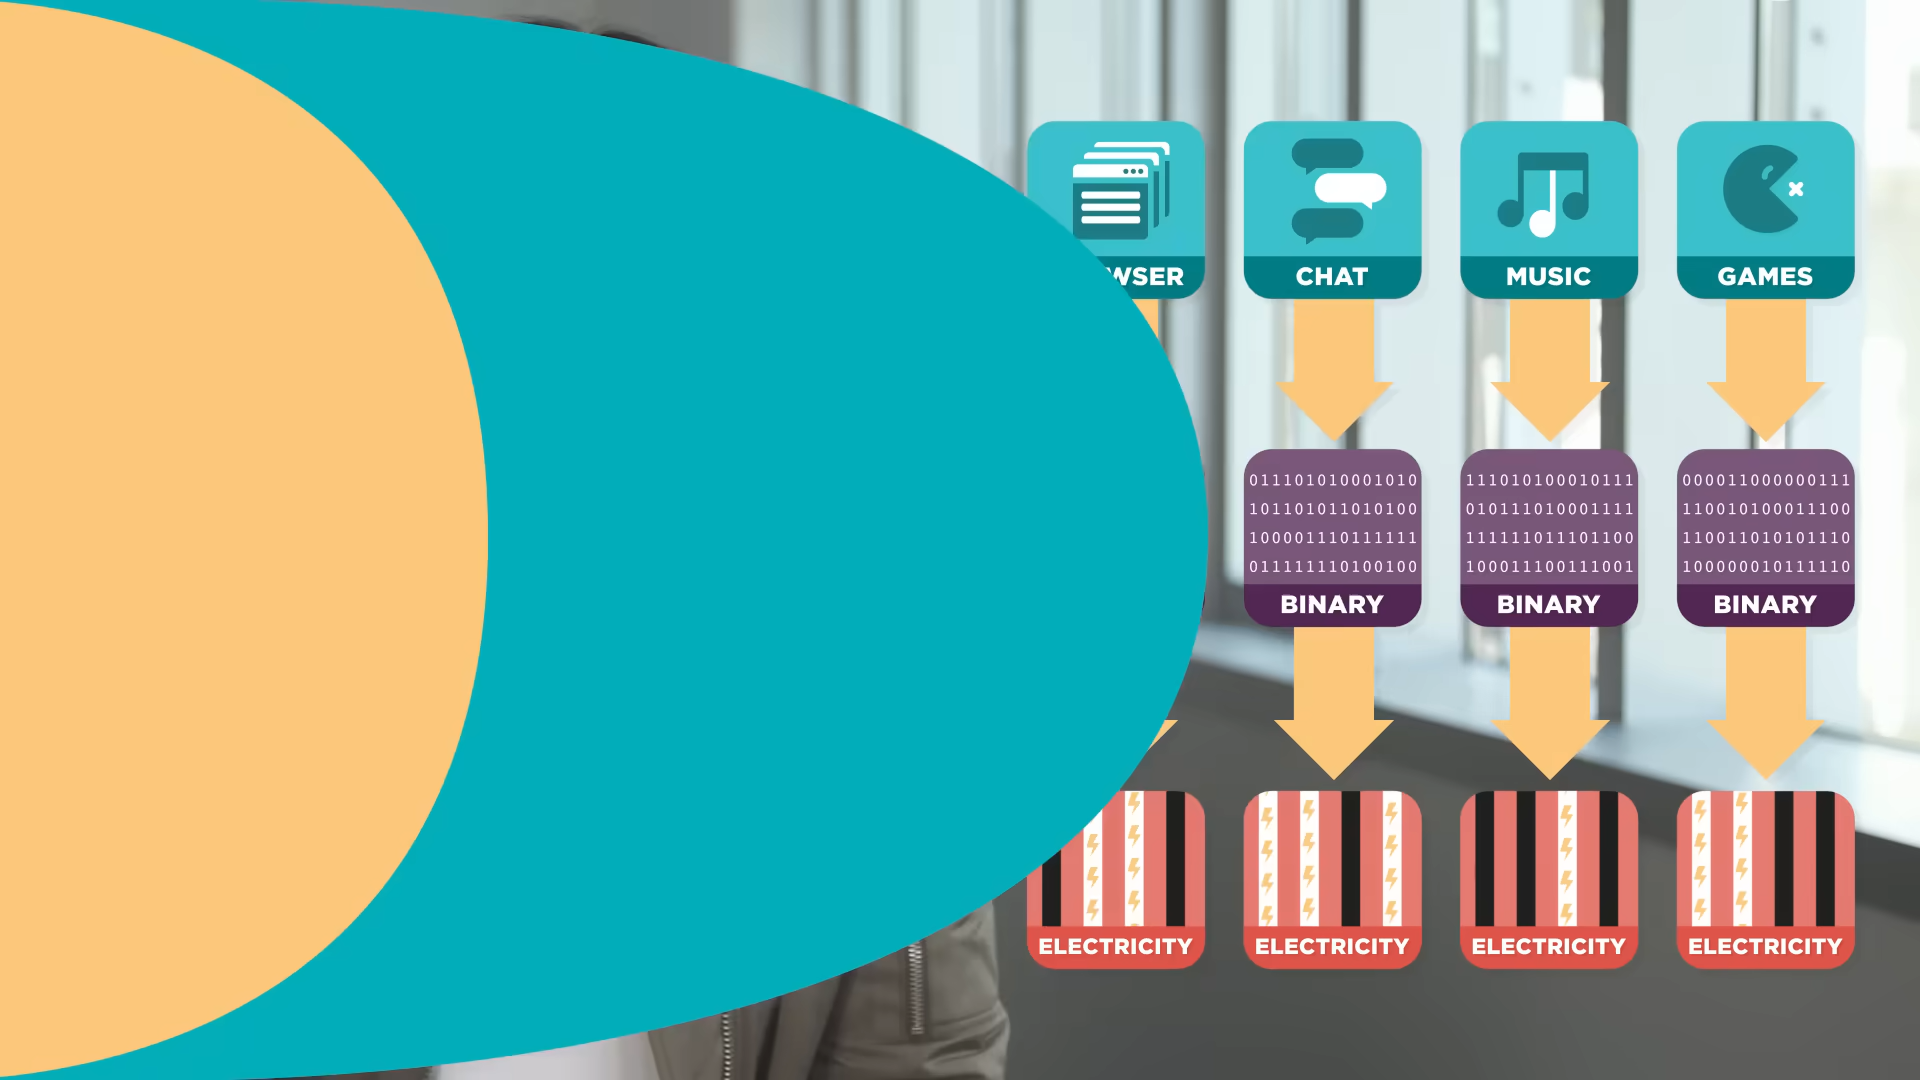 WSER
CHAT
MUSIC
GAMES
011101010001010
101101011010100
100001110111111
011111110100100
BINARY
111010100010111
010111010001111
111111011101100
100011100111001
BINARY
000011000000111
110010100011100
110011010101110
100000010111110
BINARY
ELECTRICITY
ELECTRICITY
ELECTRICITY
ELECTRICITY